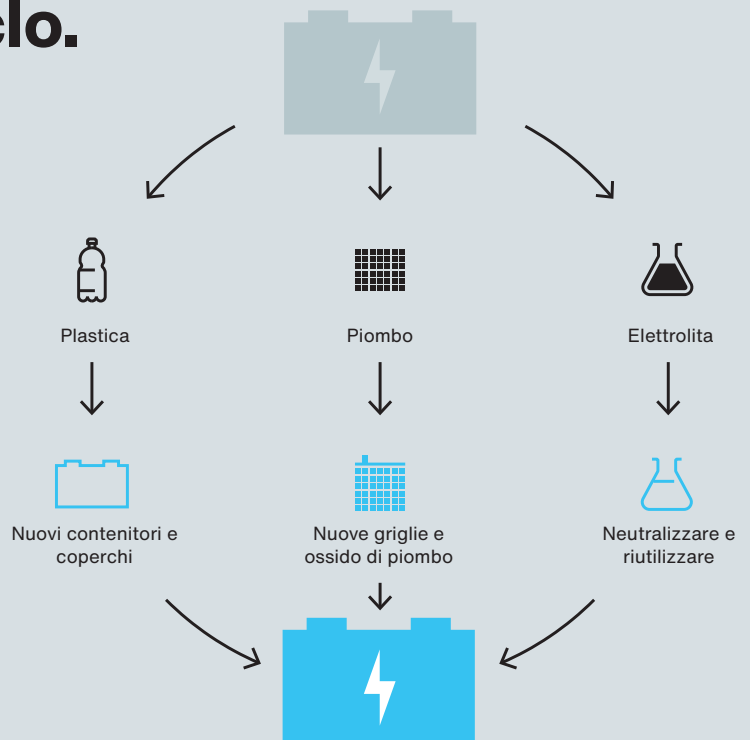 clo.
Plastica
Piombo
Elettrolita
Nuovi contenitori e
coperchi
Nuove griglie e
ossido di piombo
Neutralizzare e
riutilizzare